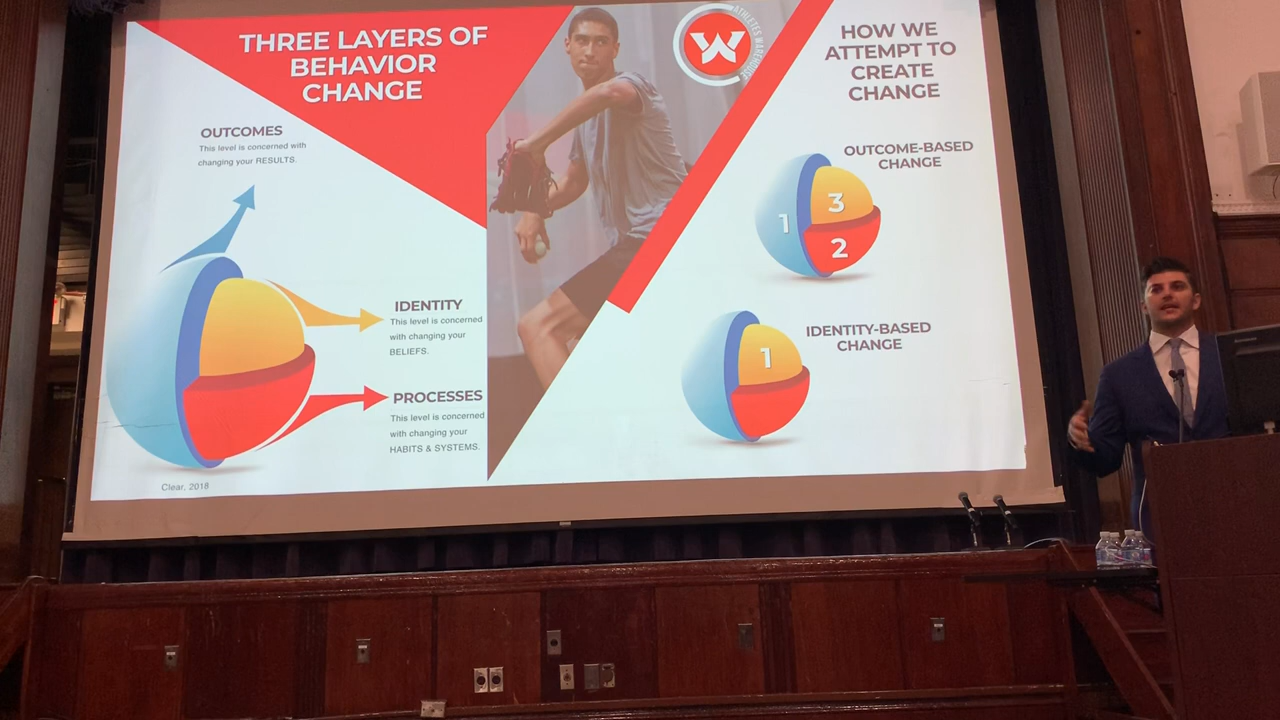 THREE LAYERS OF
BEHAVIOR
CHANGE
OUTCOMES
This level is concerned with
changing your RESULTS.
IDENTITY
This level is concerned
with changing your
BELIEFS.
PROCESSES
This level is concerned
with changing your
HABITS & SYSTEMS.
Clear, 2018
W
ATHLETES WAREHOUSE
HOW WE
ATTEMPT TO
CREATE
CHANGE
OUTCOME-BASED
CHANGE
1
3
2
IDENTITY-BASED
CHANGE
1